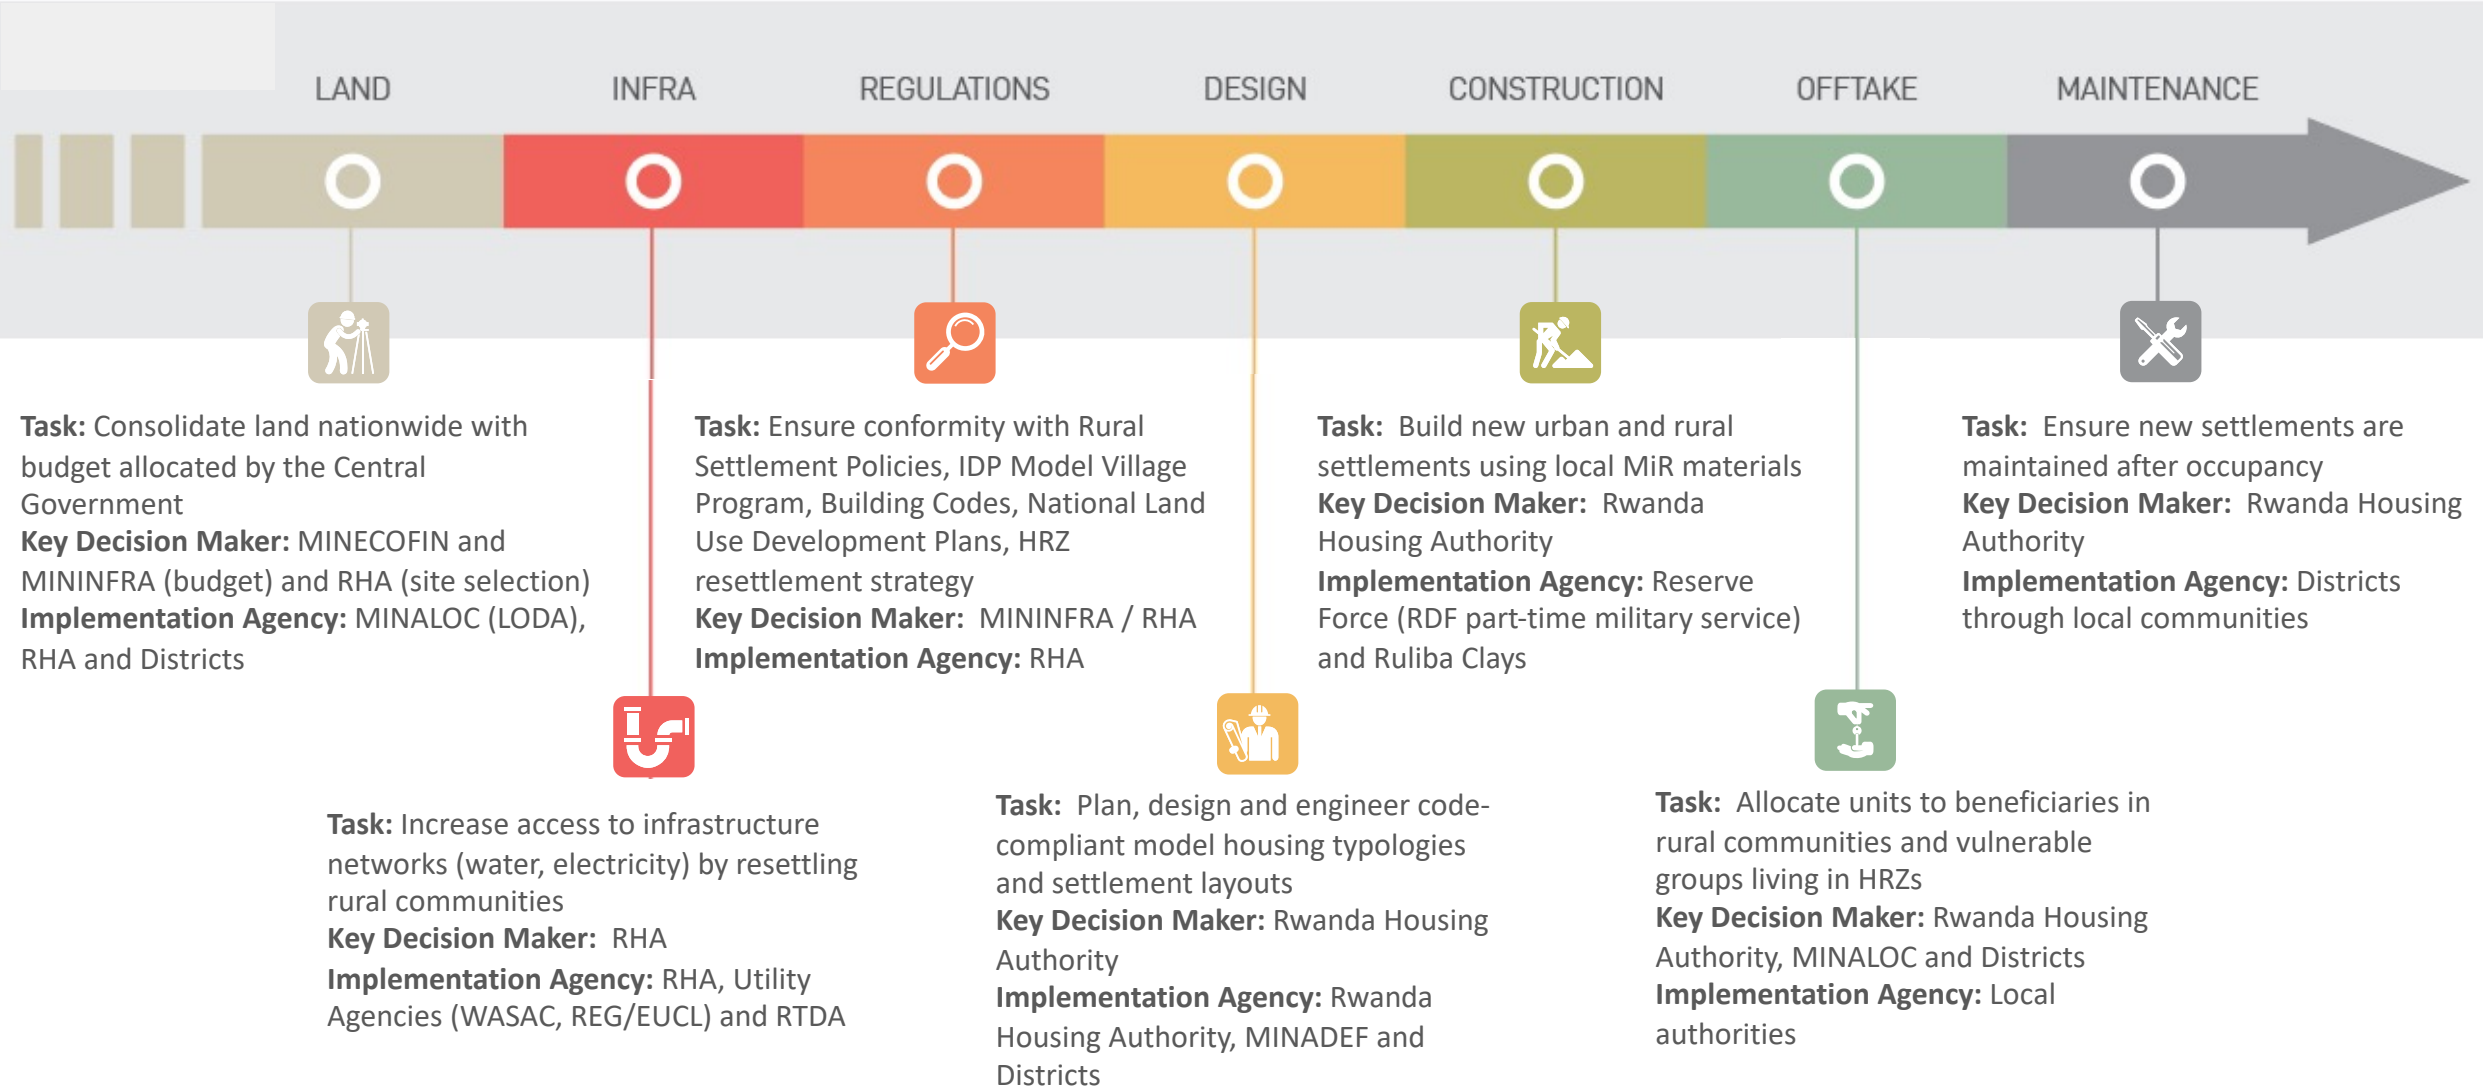 LAND
INFRA
REGULATIONS
DESIGN
CONSTRUCTION
OFFTAKE
MAINTENANCE
Task: Consolidate land nationwide with
budget allocated by the Central
Government
Key Decision Maker: MINECOFIN and
MININFRA (budget) and RHA (site selection)
Implementation Agency: MINALOC (LODA),
RHA and Districts
Task: Increase access to infrastructure
networks (water, electricity) by resettling
rural communities
Key Decision Maker: RHA
Implementation Agency: RHA, Utility
Agencies (WASAC, REG/EUCL) and RTDA
Task: Ensure conformity with Rural
Settlement Policies, IDP Model Village
Program, Building Codes, National Land
Use Development Plans, HRZ
resettlement strategy
Key Decision Maker: MININFRA / RHA
Implementation Agency: RHA
Task: Plan, design and engineer code-
compliant model housing typologies
and settlement layouts
Key Decision Maker: Rwanda Housing
Authority
Implementation Agency: Rwanda
Housing Authority, MINADEF and
Districts
Task: Build new urban and rural
settlements using local MiR materials
Key Decision Maker: Rwanda
Housing Authority
Implementation Agency: Reserve
Force (RDF part-time military service)
and Ruliba Clays
Task: Allocate units to beneficiaries in
rural communities and vulnerable
groups living in HRZs
Key Decision Maker: Rwanda Housing
Authority, MINALOC and Districts
Implementation Agency: Local
authorities
Task: Ensure new settlements are
maintained after occupancy
Key Decision Maker: Rwanda Housing
Authority
Implementation Agency: Districts
through local communities